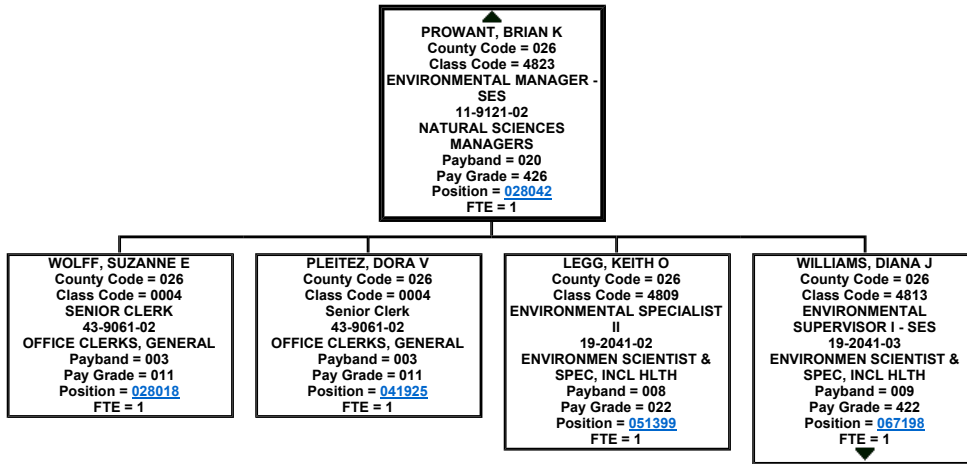 PROWANT, BRIAN K
County Code = 026
Class Code = 4823
ENVIRONMENTAL MANAGER -
SES
11-9121-02
NATURAL SCIENCES
MANAGERS
Payband = 020
Pay Grade = 426
Position = 028042
FTE = 1
WOLFF, SUZANNE E
County Code = 026
Class Code = 0004
SENIOR CLERK
43-9061-02
OFFICE CLERKS, GENERAL
Payband = 003
Pay Grade = 011
Position = 028018
FTE = 1
PLEITEZ, DORA V
County Code = 026
Class Code = 0004
Senior Clerk
43-9061-02
OFFICE CLERKS, GENERAL
Payband = 003
Pay Grade = 011
Position = 041925
FTE = 1
LEGG, KEITH O
County Code = 026
Class Code = 4809
ENVIRONMENTAL SPECIALIST
II
19-2041-02
ENVIRONMEN SCIENTIST &
SPEC, INCL HLTH
Payband = 008
Pay Grade = 022
Position = 051399
FTE = 1
WILLIAMS, DIANA J
County Code = 026
Class Code = 4813
ENVIRONMENTAL
SUPERVISOR I - SES
19-2041-03
ENVIRONMEN SCIENTIST &
SPEC, INCL HLTH
Payband = 009
Pay Grade = 422
Position = 067198
FTE = 1